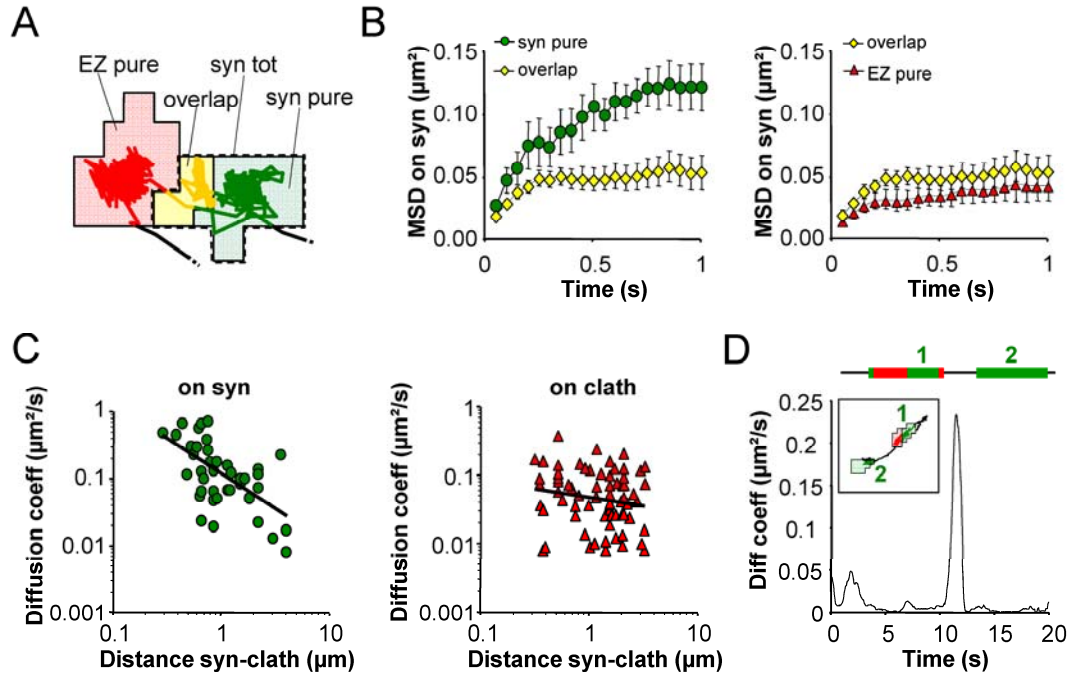 A
EZ pure
syn tot
overlap
syn pure
B
syn pure
overlap
MSD on syn (µm²)
0.15
0.10
0.05
0.00
0
0.5
1
Time (s)
overlap
EZ pure
MSD on syn (µm²)
0.15
0.10
0.05
0.00
0
0.5
1
Time (s)
C
on syn
Diffusion coeff (µm²/s)
1
0.1
0.01
0.001
0.1
1
10
Distance syn-clath (µm)
on clath
Diffusion coeff (µm²/s)
1
0.1
0.01
0.001
0.1
1
10
Distance syn-clath (µm)
D
1
2
Diff coeff (µm²/s)
0.25
0.2
0.15
0.1
0.05
0
1
2
0
5
10
15
20
Time (s)